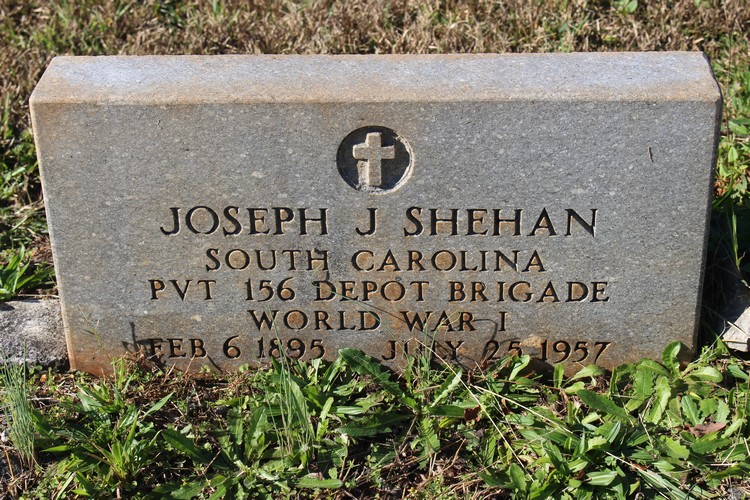 JOSEPH J SHEHAN
SOUTH CAROLINA
PVT 156 DEPOT BRIGADE
WORLD WAR I
FEB 6 1895 JULY 25 1957